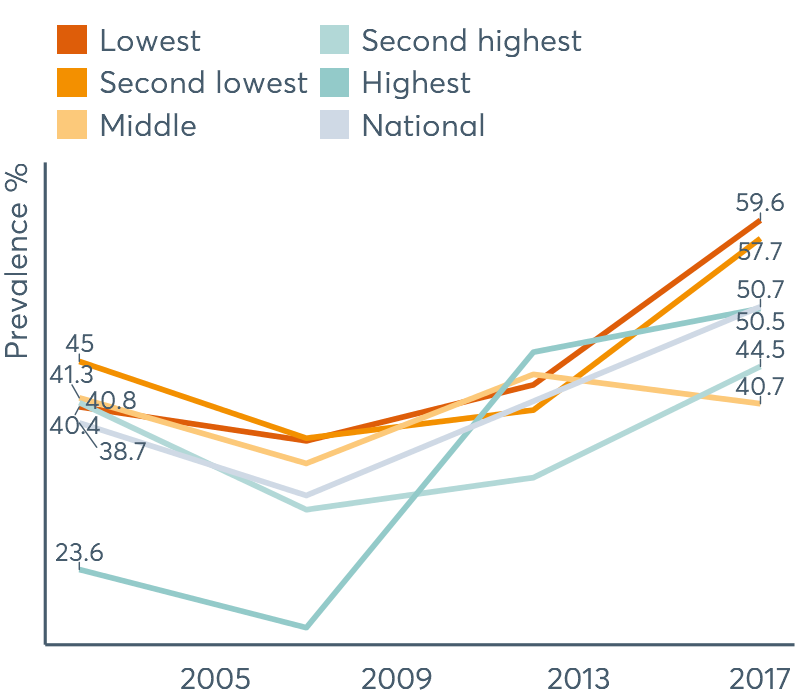 Lowest
Second lowest
Middle
Second highest
Highest
National
Prevalence %
59.6
57.7
50.7
50.5
44.5
40.7
45
41.3
40.8
40.4
38.7
23.6
2005 2009 2013 2017